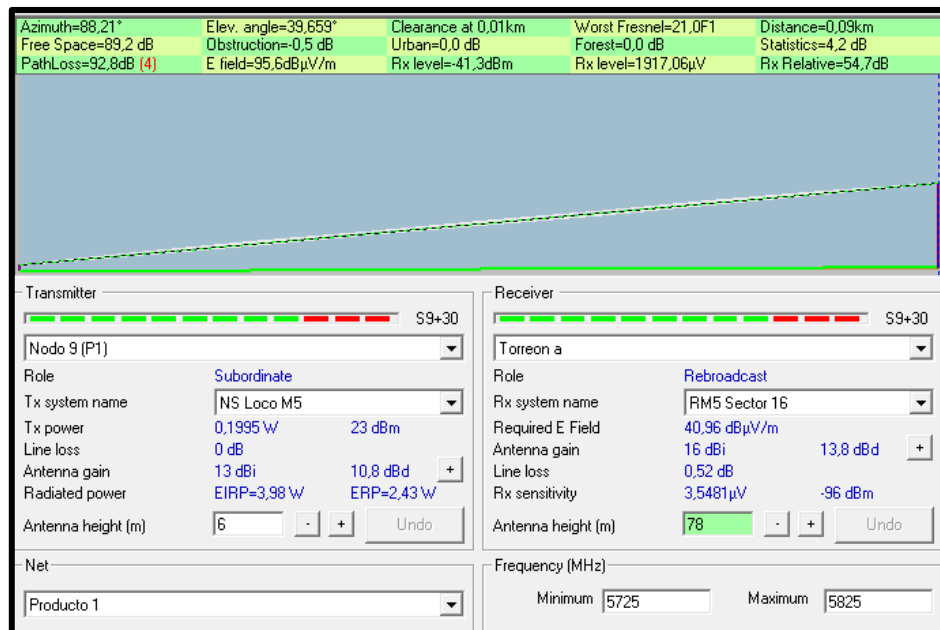 Azimuth=88,21° Elev. angle=39,659° Clearance at 0,01km Worst Fresnel=21,0F1 Distance=0,09km
Free Space=89,2 dB Obstruction=-0,5 dB Urban=0,0 dB Forest=0,0 dB Statistics=4,2 dB
PathLoss=92,8dB (4) E field=95,6dBµV/m Rx level=-41,3dBm Rx level=1917,06µV Rx Relative=54,7dB
Transmitter
S9+30
Nodo 9 (P1)
Role Subordinate
Tx system name NS Loco M5
Tx power 0,1995 W 23 dBm
Line loss 0 dB
Antenna gain 13 dBi 10,8 dBd +
Radiated power EIRP=3,98 W ERP=2,43 W
Antenna height (m) 6 - + Undo
Net
Producto 1
Receiver
S9+30
Torreon a
Role Rebroadcast
Rx system name RM5 Sector 16
Required E Field 40,96 dBµV/m
Antenna gain 16 dBi 13,8 dBd +
Line loss 0,52 dB
Rx sensitivity 3,5481µV -96 dBm
Antenna height (m) 78 - + Undo
Frequency (MHz)
Minimum 5725 Maximum 5825